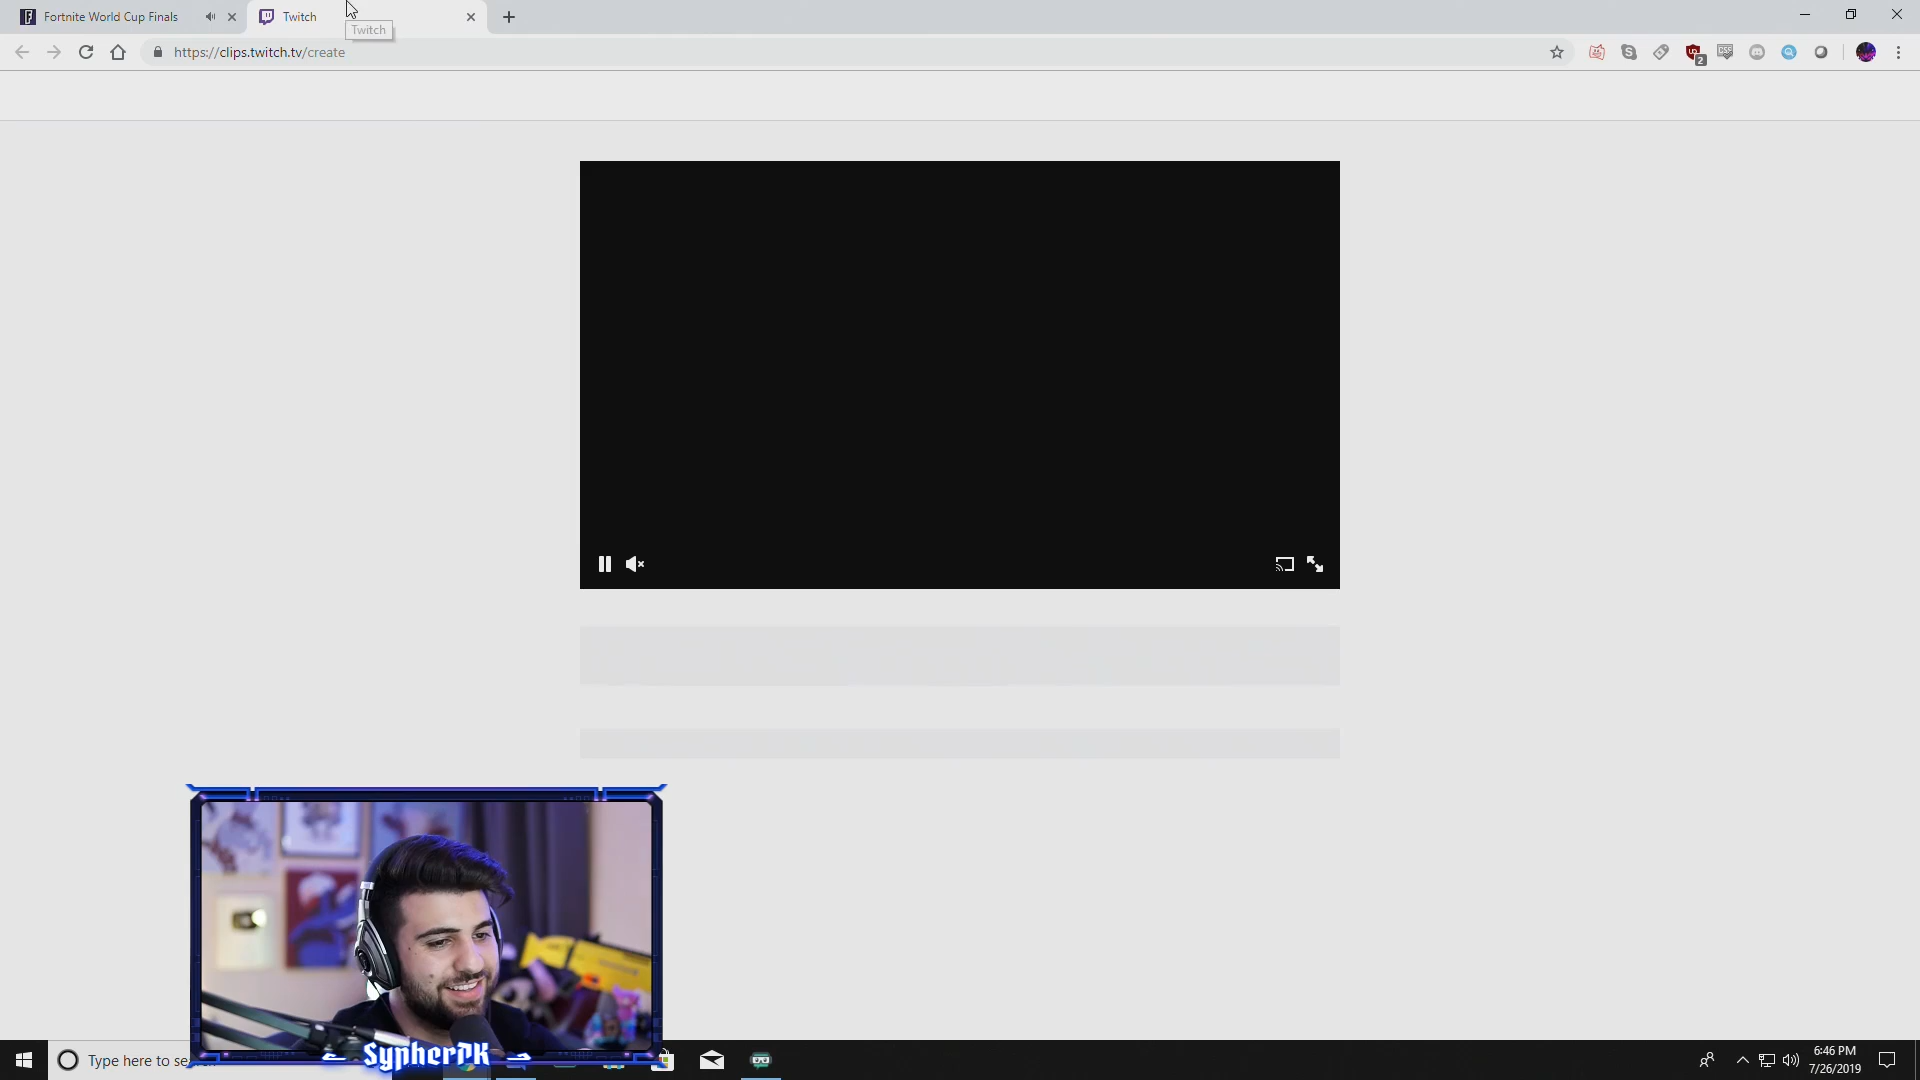 Fortnite World Cup Finals
Twitch
Twitch
https://clips.twitch.tv/create
2
SypherPK
Type here to se
6:46 PM
7/26/2019